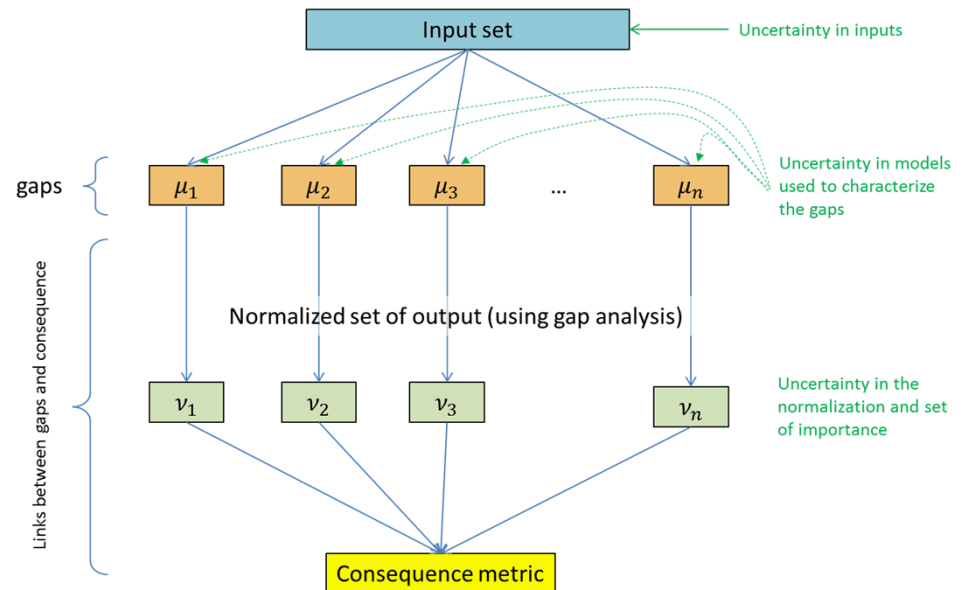 Input set
Uncertainty in inputs
gaps
μ₁
μ₂
μ₃
...
μₙ
Uncertainty in models
used to characterize
the gaps
Links between gaps and consequence
Normalized set of output (using gap analysis)
ν₁
ν₂
ν₃
νₙ
Uncertainty in the
normalization and set
of importance
Consequence metric